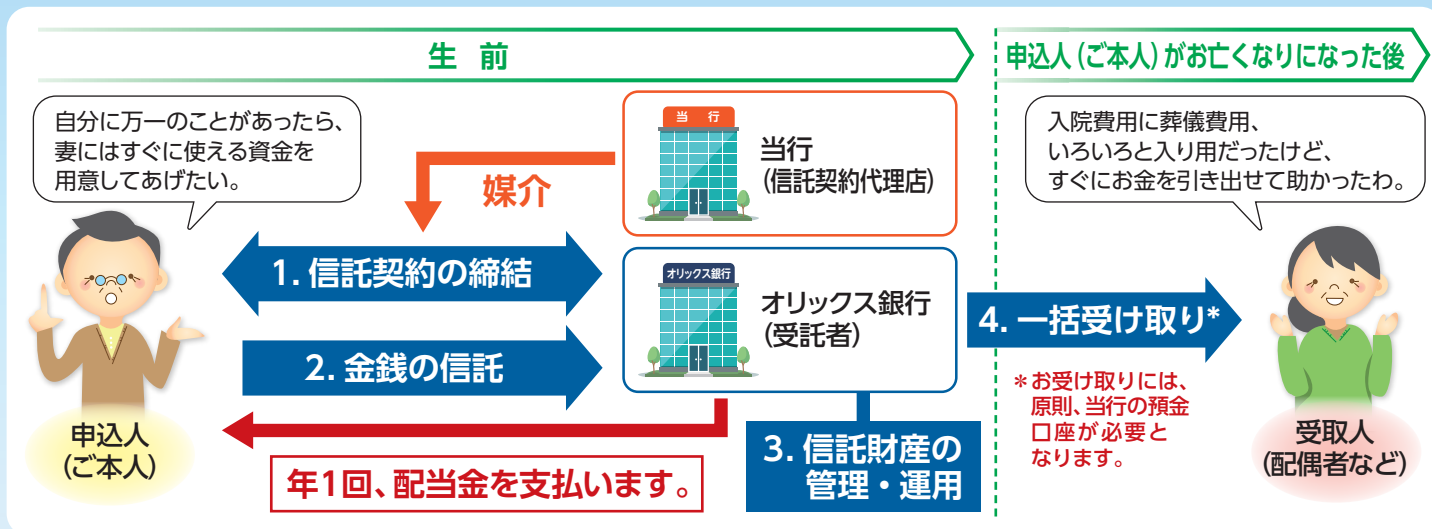 生前
申込人（ご本人）がお亡くなりになった後
自分に万一のことがあったら、
妻にはすぐに使える資金を
用意してあげたい。
当行
当行
(信託契約代理店)
媒介
入院費用に葬儀費用、
いろいろと入り用だったけど、
すぐにお金を引き出せて助かったわ。
1. 信託契約の締結
オリックス銀行
オリックス銀行
(受託者)
2. 金銭の信託
4. 一括受け取り*
＊お受け取りには、
原則、当行の預金
口座が必要と
なります。
申込人
(ご本人)
年1回、配当金を支払います。
3. 信託財産の
管理・運用
受取人
(配偶者など)